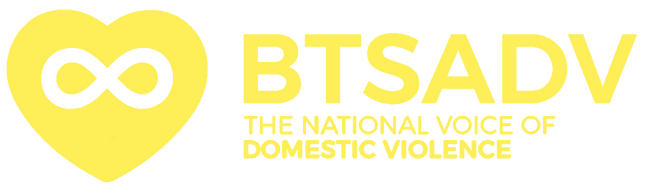 BTSADV
THE NATIONAL VOICE OF
DOMESTIC VIOLENCE